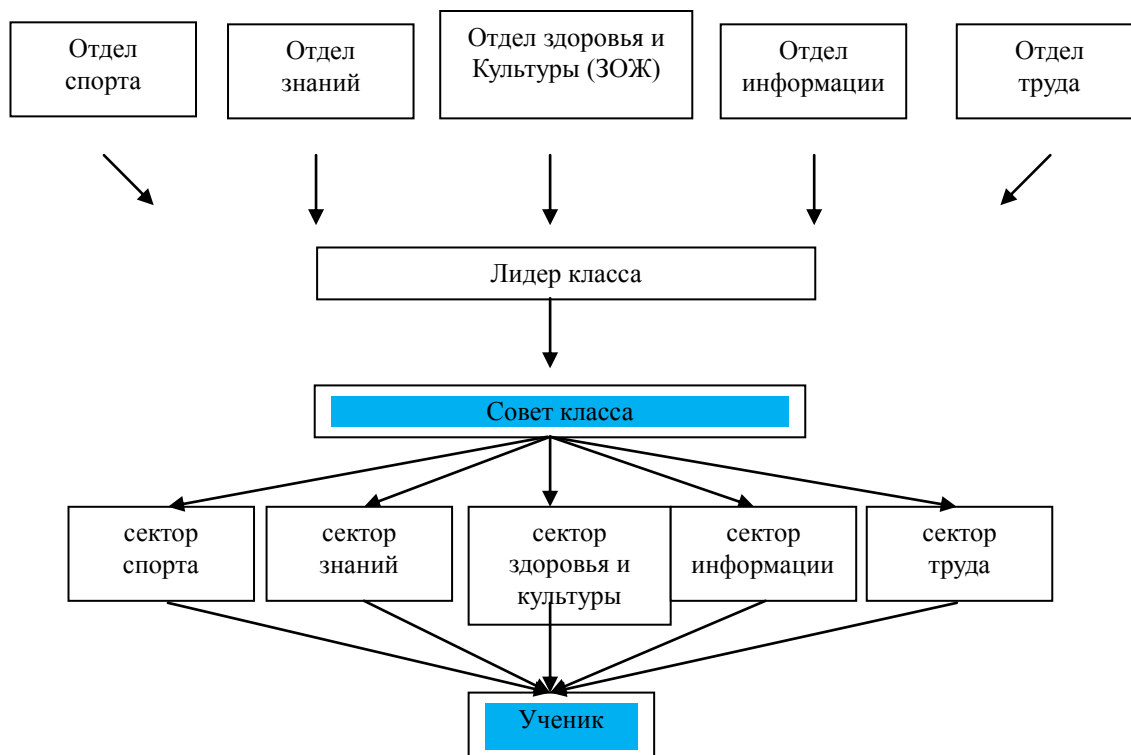 Отдел
спорта
Отдел
знаний
Отдел здоровья и
Культуры (ЗОЖ)
Отдел
информации
Отдел
труда
Лидер класса
Совет класса
сектор
спорта
сектор
знаний
сектор
здоровья и
культуры
сектор
информации
сектор
труда
Ученик